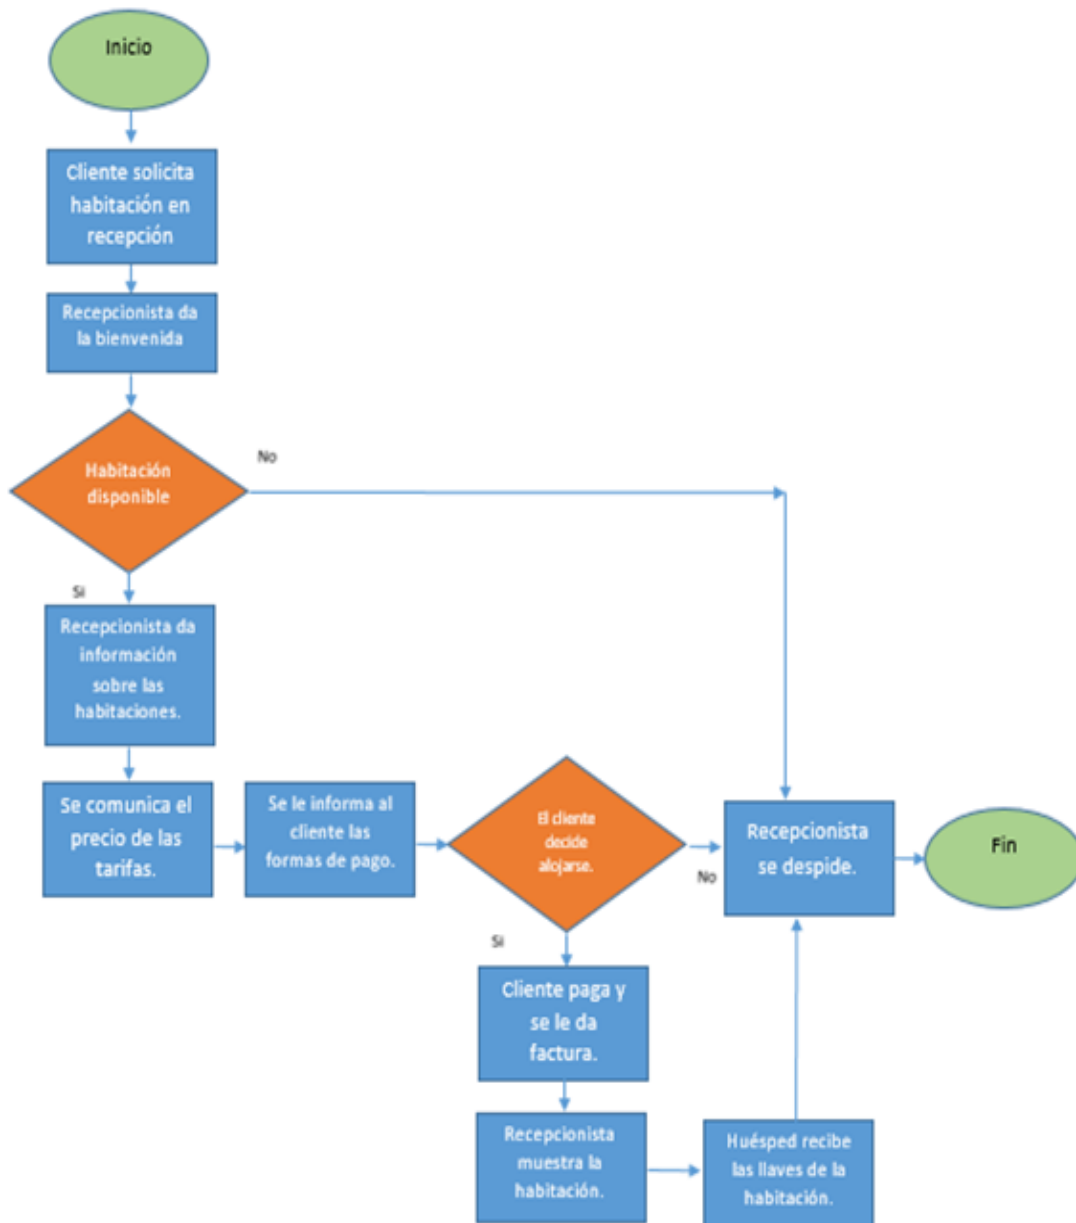 Inicio
Cliente solicita
habitación en
recepción
Recepcionista da
la bienvenida
Habitación
disponible
No
Si
Recepcionista da
información
sobre las
habitaciones.
Se comunica el
precio de las
tarifas.
Se le informa al
cliente las
formas de pago.
El cliente
decide
alojarse.
No
Si
Recepcionista
se despide.
Fin
Cliente paga y
se le da
factura.
Recepcionista
muestra la
habitación.
Huésped recibe
las llaves de la
habitación.